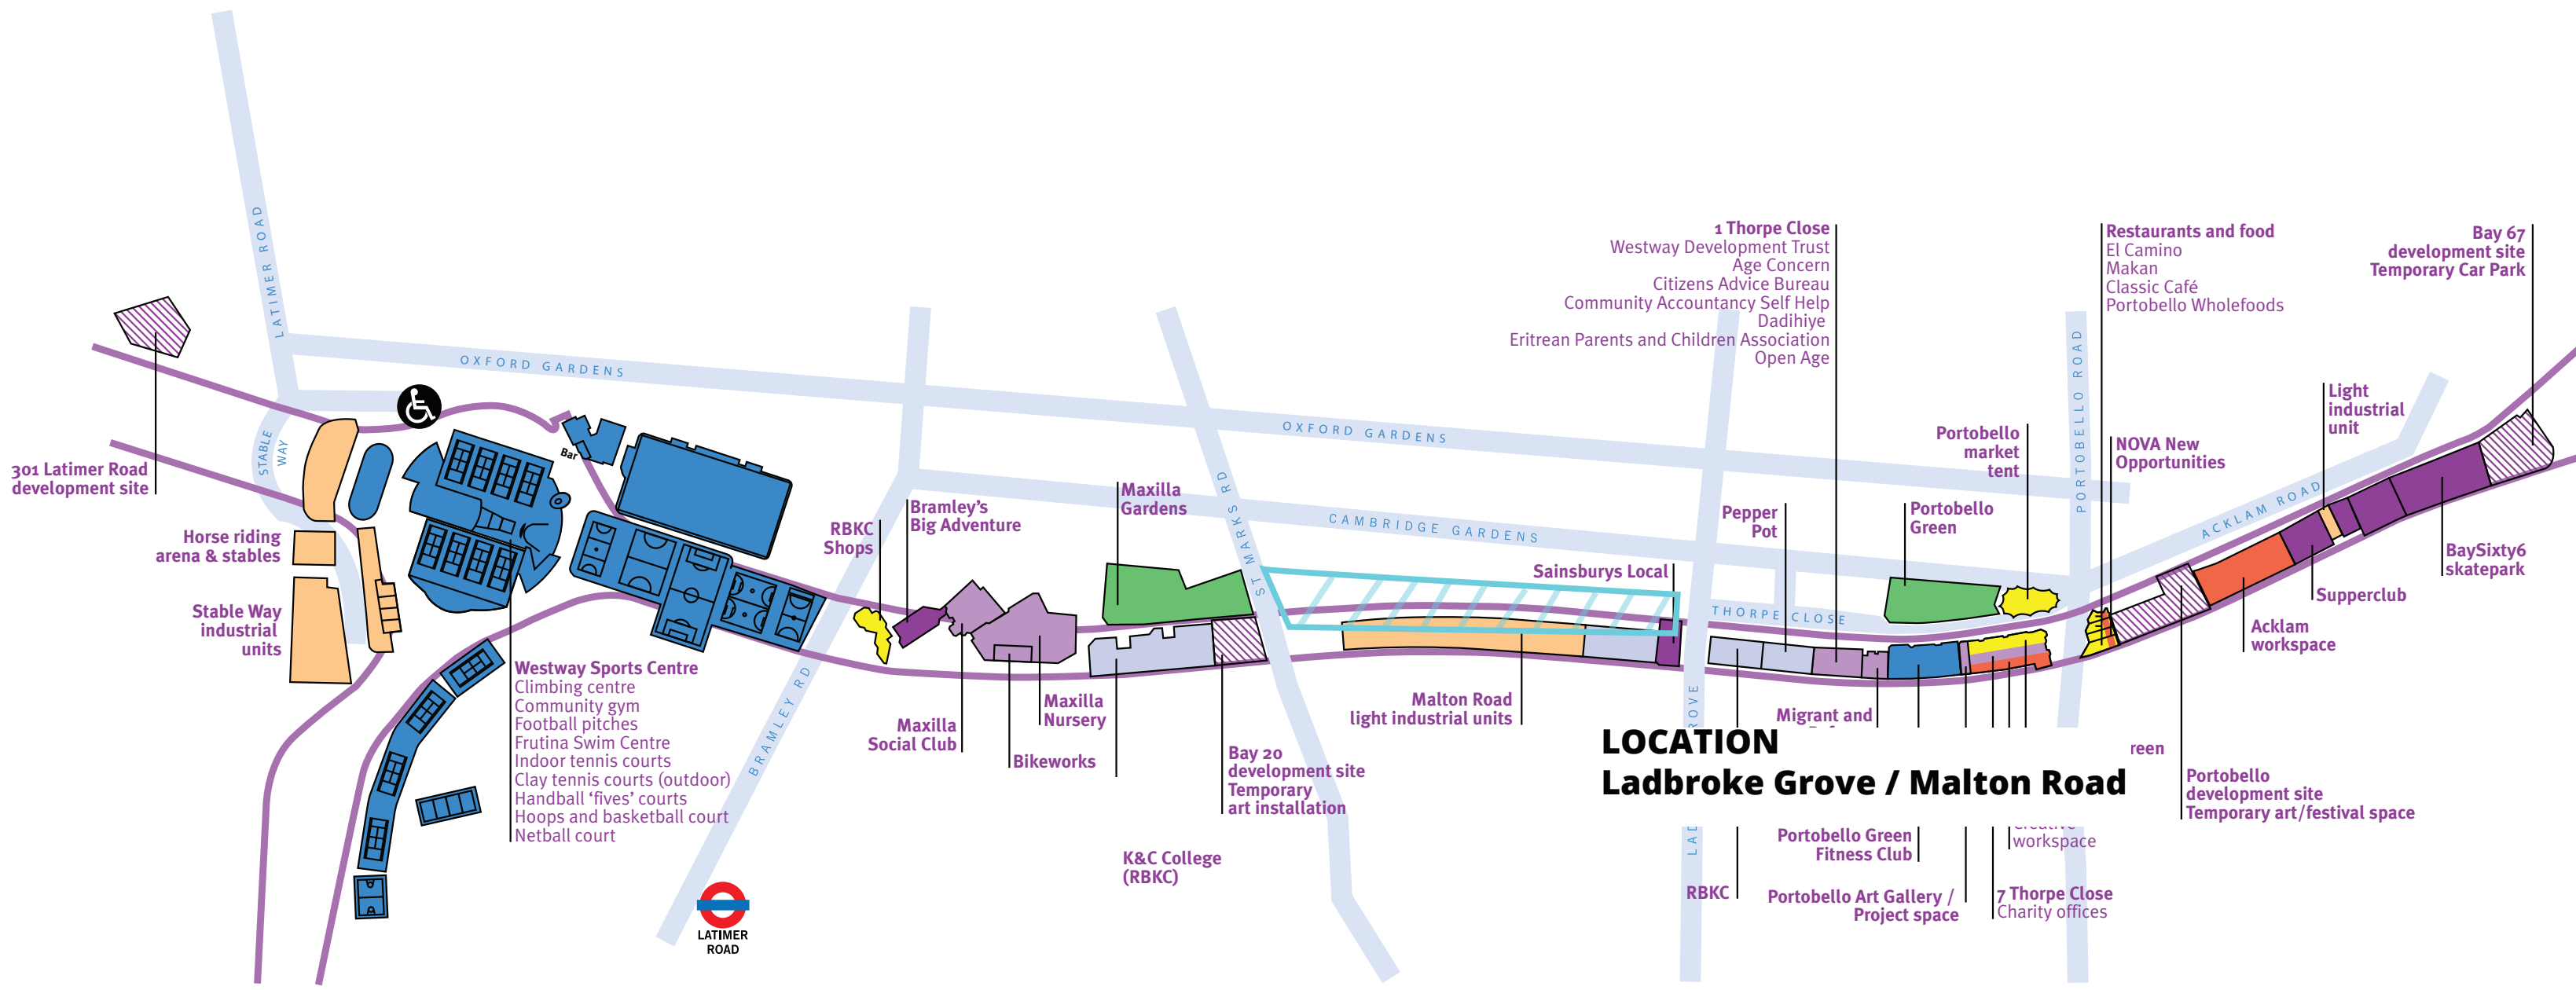 LATIMER ROAD
OXFORD GARDENS
STABLE
WAY
301 Latimer Road
development site
Horse riding
arena & stables
Stable Way
industrial
units
Bar
Westway Sports Centre
Climbing centre
Community gym
Football pitches
Frutina Swim Centre
Indoor tennis courts
Clay tennis courts (outdoor)
Handball ‘fives’ courts
Hoops and basketball court
Netball court
LATIMER
ROAD
BRAMLEY RD
RBKC
Shops
Bramley's
Big Adventure
Maxilla
Social Club
Bikeworks
Maxilla
Nursery
Maxilla
Gardens
K&C College
(RBKC)
Bay 20
development site
Temporary
art installation
ST MARKS RD
OXFORD GARDENS
CAMBRIDGE GARDENS
Malton Road
light industrial units
Sainsburys Local
1 Thorpe Close
Westway Development Trust
Age Concern
Citizens Advice Bureau
Community Accountancy Self Help
Dadihiye
Eritrean Parents and Children Association
Open Age
Pepper
Pot
THORPE CLOSE
Portobello
Green
Portobello
market
tent
PORTOBELLO ROAD
Restaurants and food
El Camino
Makan
Classic Café
Portobello Wholefoods
NOVA New
Opportunities
ROVE
LAD
Migrant and
LOCATION
Ladbroke Grove / Malton Road
reen
RBKC
Portobello Green
Fitness Club
Portobello Art Gallery /
Project space
Creative
workspace
7 Thorpe Close
Charity offices
Portobello
development site
Temporary art/festival space
ACKLAM ROAD
Acklam
workspace
Supperclub
Light
industrial
unit
BaySixty6
skatepark
Bay 67
development site
Temporary Car Park